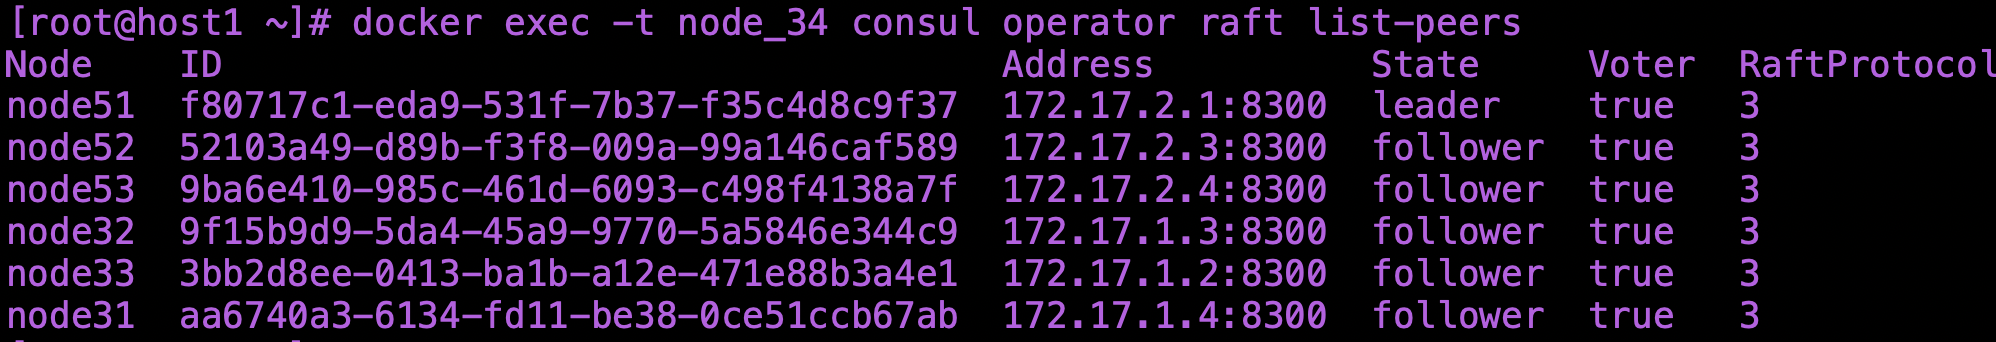 [root@host1 ~]# docker exec -t node_34 consul operator raft list-peers
Node    ID                                    Address          State     Voter  RaftProtocol
node51  f80717c1-eda9-531f-7b37-f35c4d8c9f37  172.17.2.1:8300  leader    true   3
node52  52103a49-d89b-f3f8-009a-99a146caf589  172.17.2.3:8300  follower  true   3
node53  9ba6e410-985c-461d-6093-c498f4138a7f  172.17.2.4:8300  follower  true   3
node32  9f15b9d9-5da4-45a9-9770-5a5846e344c9  172.17.1.3:8300  follower  true   3
node33  3bb2d8ee-0413-ba1b-a12e-471e88b3a4e1  172.17.1.2:8300  follower  true   3
node31  aa6740a3-6134-fd11-be38-0ce51ccb67ab  172.17.1.4:8300  follower  true   3